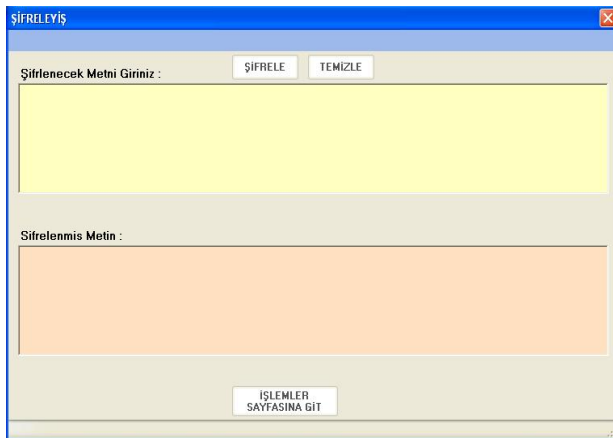 ŞİFRELEYİŞ
Şifrlenecek Metni Giriniz :
ŞİFRELE
TEMİZLE
Sifrelenmis Metin :
İŞLEMLER
SAYFASINA GİT